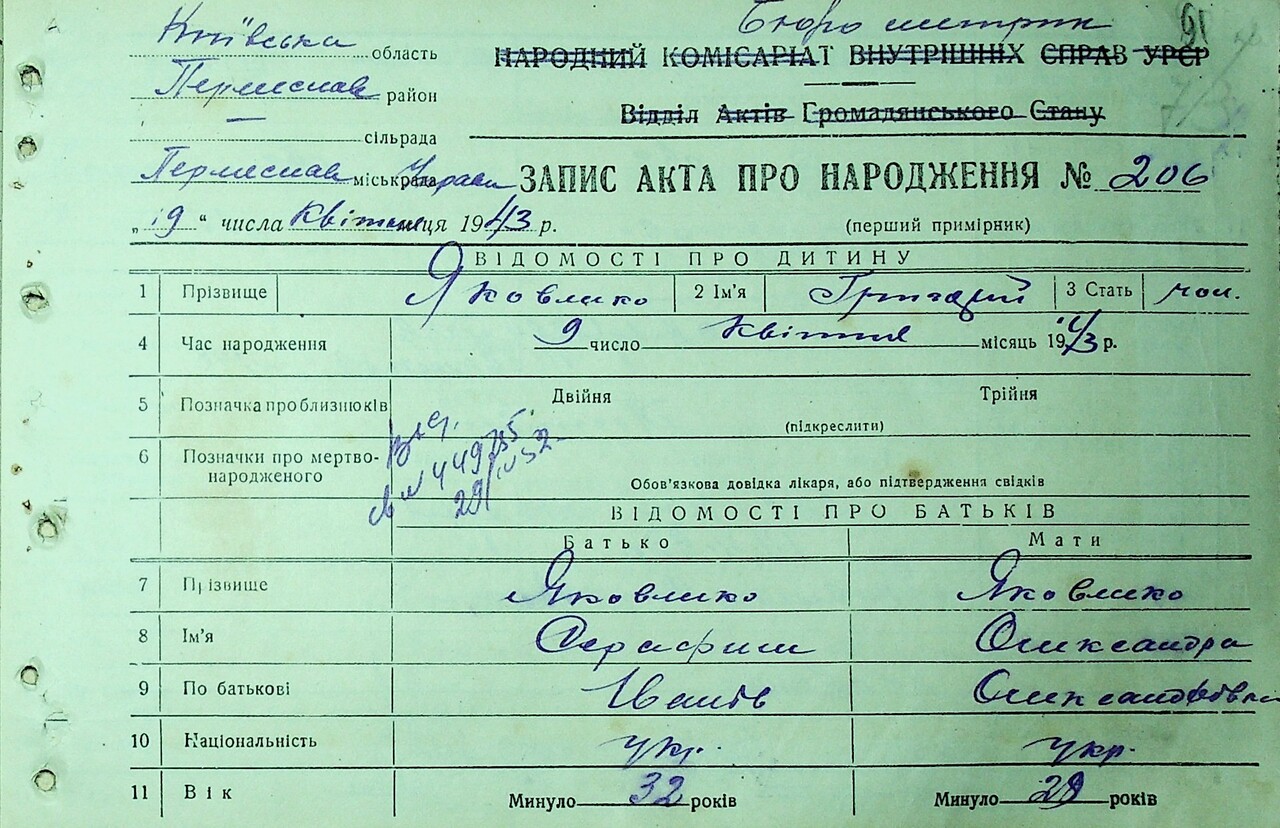 Київська область
Бюро метрик
НАРОДНИЙ КОМІСАРІАТ ВНУТРІШНІХ СПРАВ УРСР
Переяслав район
Відділ Актів Громадянського Стану
— сільрада
Переяслав міськрада Управа
ЗАПИС АКТА ПРО НАРОДЖЕННЯ № 206
„19“ числа Квітня місяця 1943 р.
(перший примірник)
ВІДОМОСТІ ПРО ДИТИНУ
1 Прізвище Яковенко 2 Ім'я Григорій 3 Стать чол.
4 Час народження 9 число Квітня місяць 1943 р.
5 Позначка про близнюків Двійня Трійня
(підкреслити)
6 Позначки про мертвонародженого
Обов'язкова довідка лікаря, або підтвердження свідків
ВІДОМОСТІ ПРО БАТЬКІВ
Батько Мати
7 Прізвище Яковенко Яковенко
8 Ім'я Серафим Олександра
9 По батькові Іванів Олександрівна
10 Національність укр. укр.
11 Вік Минуло 32 років Минуло 29 років